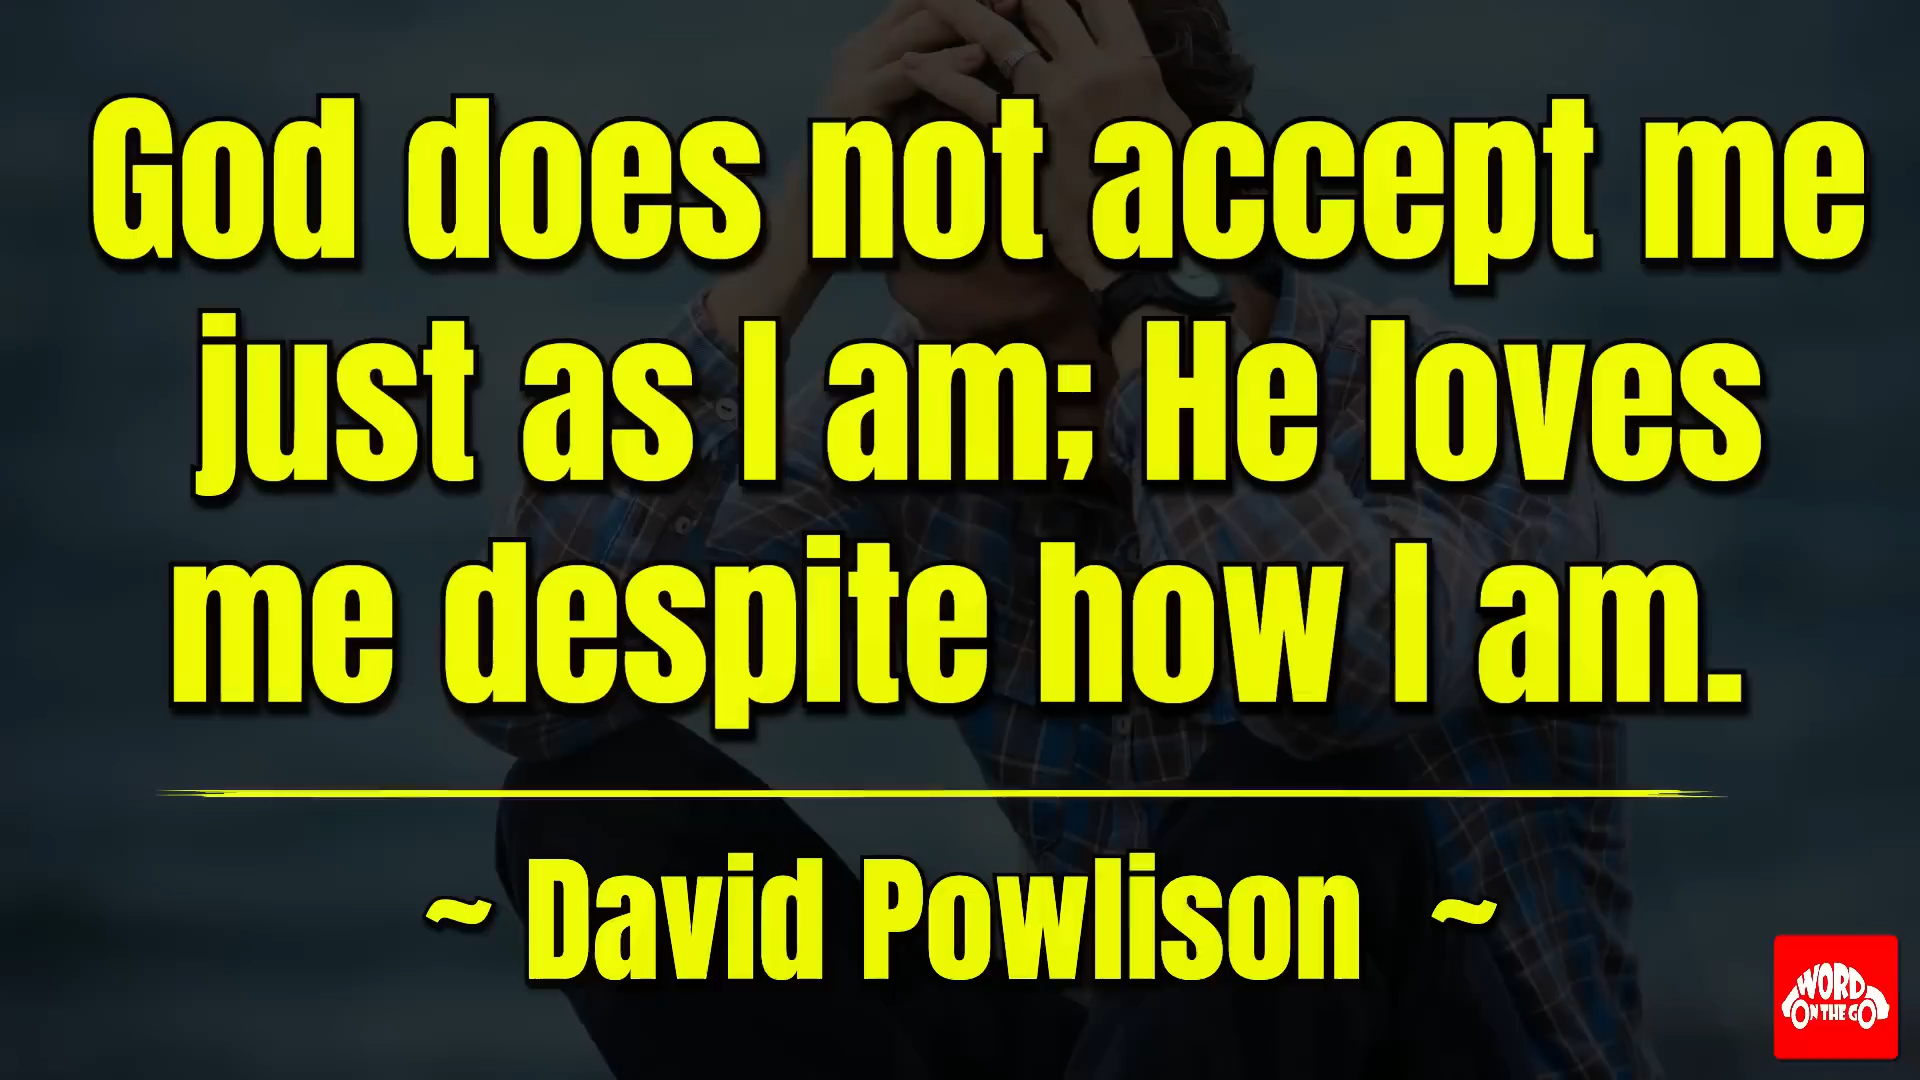 God does not accept me
just as I am; He loves
me despite how I am.
~ David Powlison ~
WORD
ON THE GO